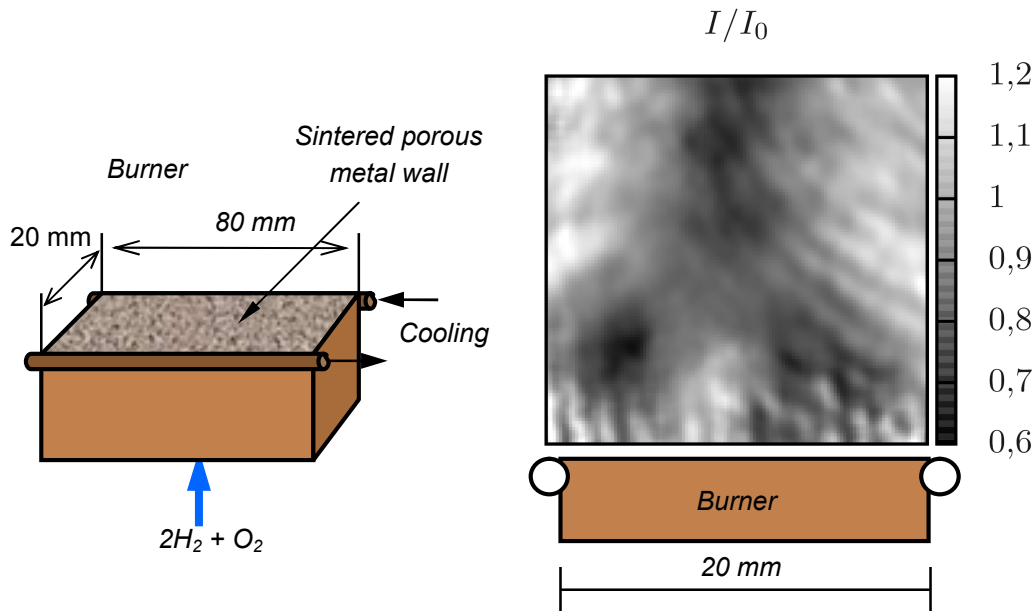 Burner
Sintered porous
metal wall
20 mm
80 mm
Cooling
2H₂ + O₂
I/I₀
1,2
1,1
1
0,9
0,8
0,7
0,6
Burner
20 mm